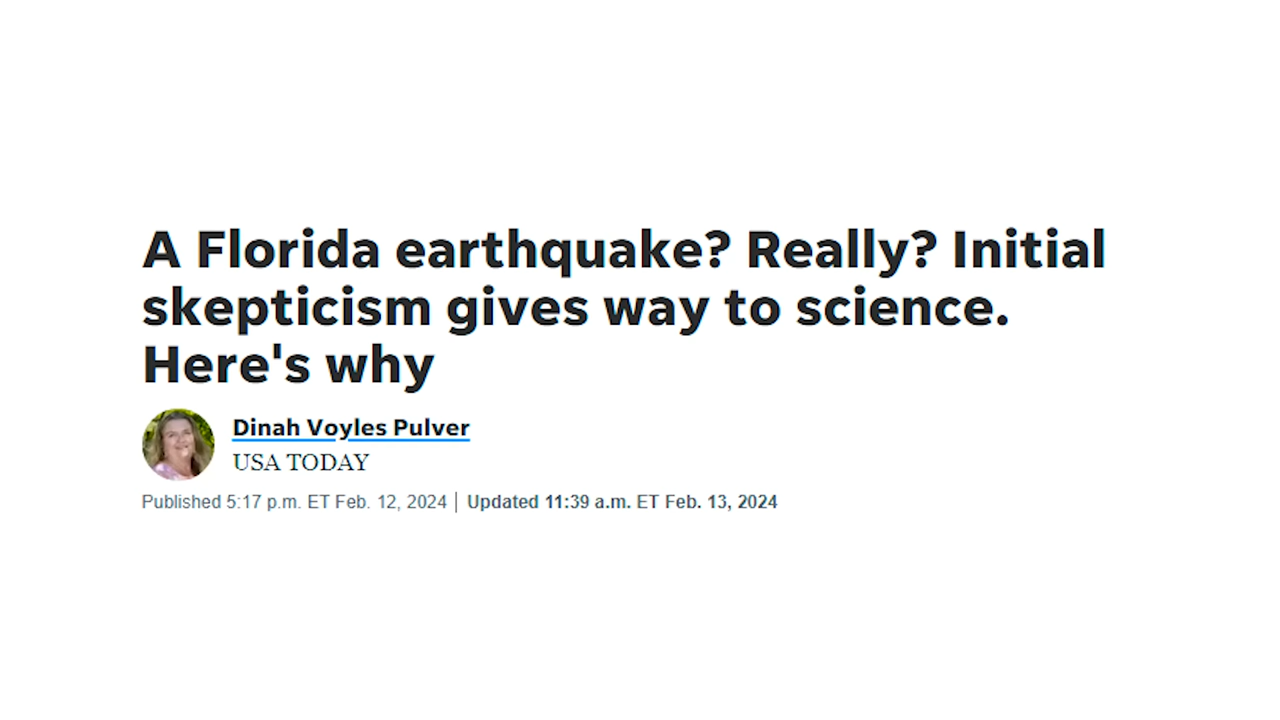 A Florida earthquake? Really? Initial
skepticism gives way to science.
Here's why
Dinah Voyles Pulver
USA TODAY
Published 5:17 p.m. ET Feb. 12, 2024 | Updated 11:39 a.m. ET Feb. 13, 2024